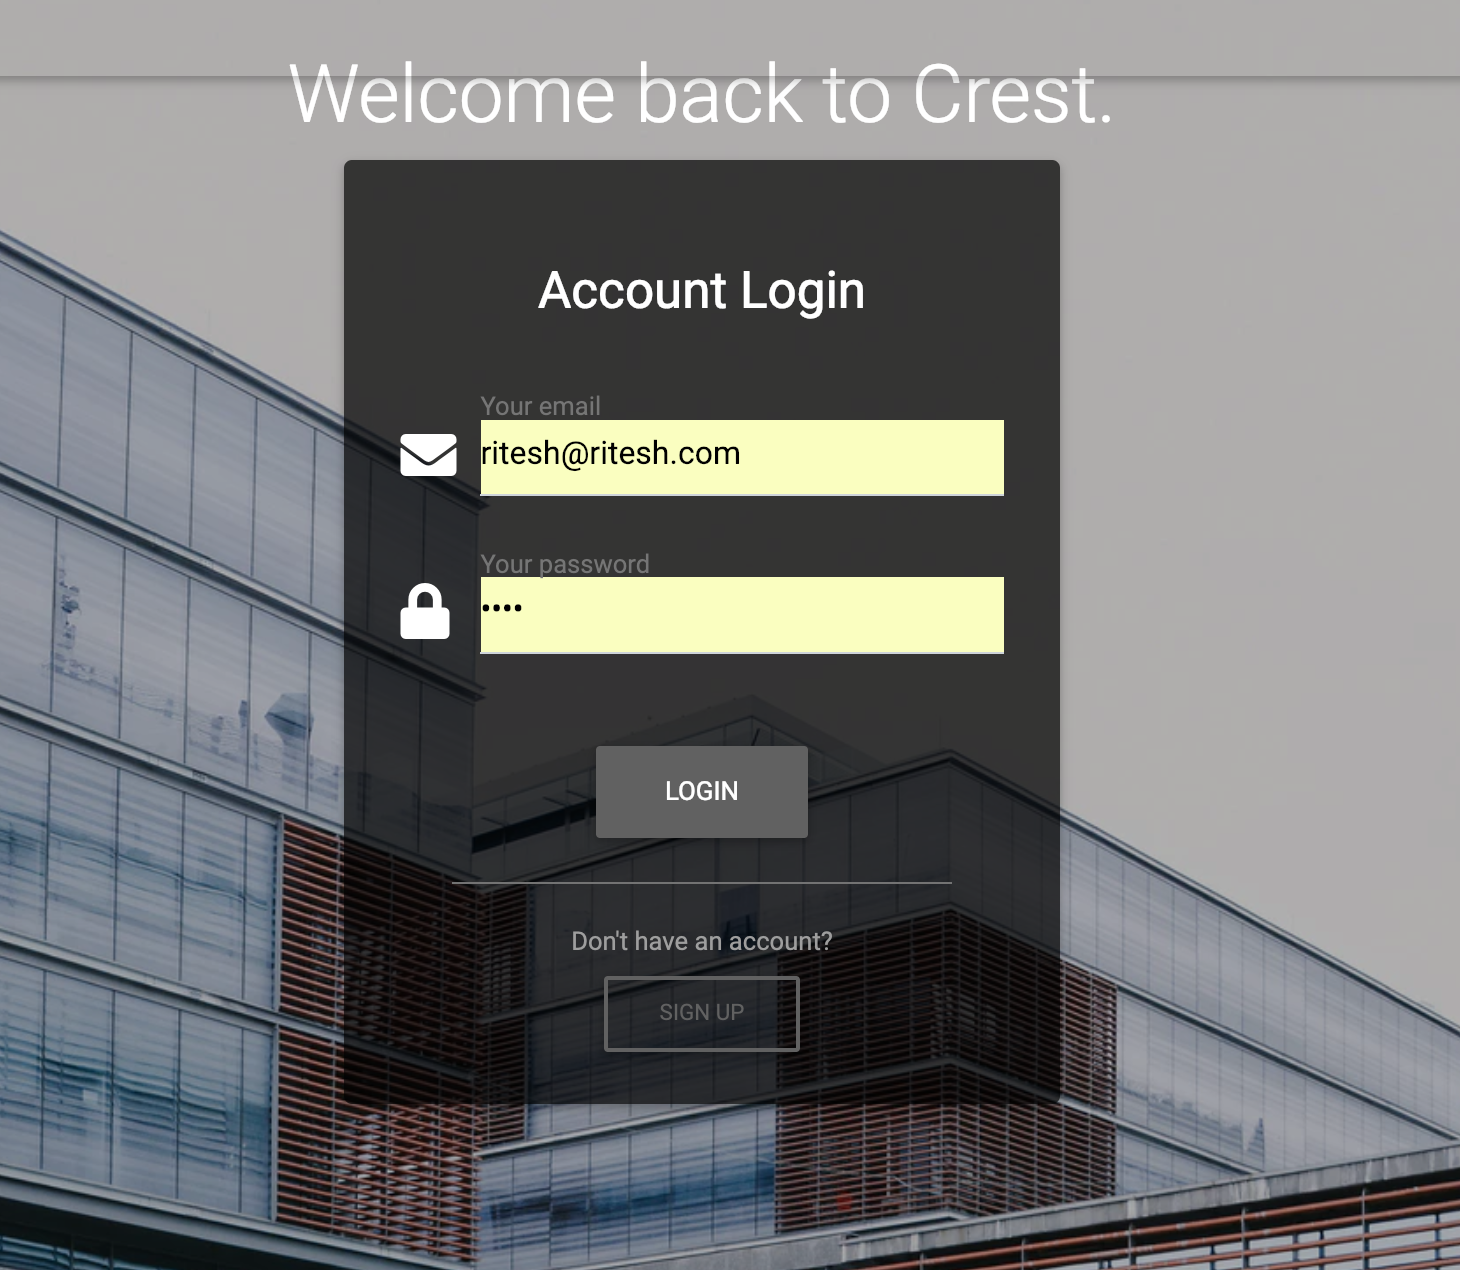 Welcome back to Crest.
Account Login
Your email
ritesh@ritesh.com
Your password
••••
LOGIN
Don't have an account?
SIGN UP